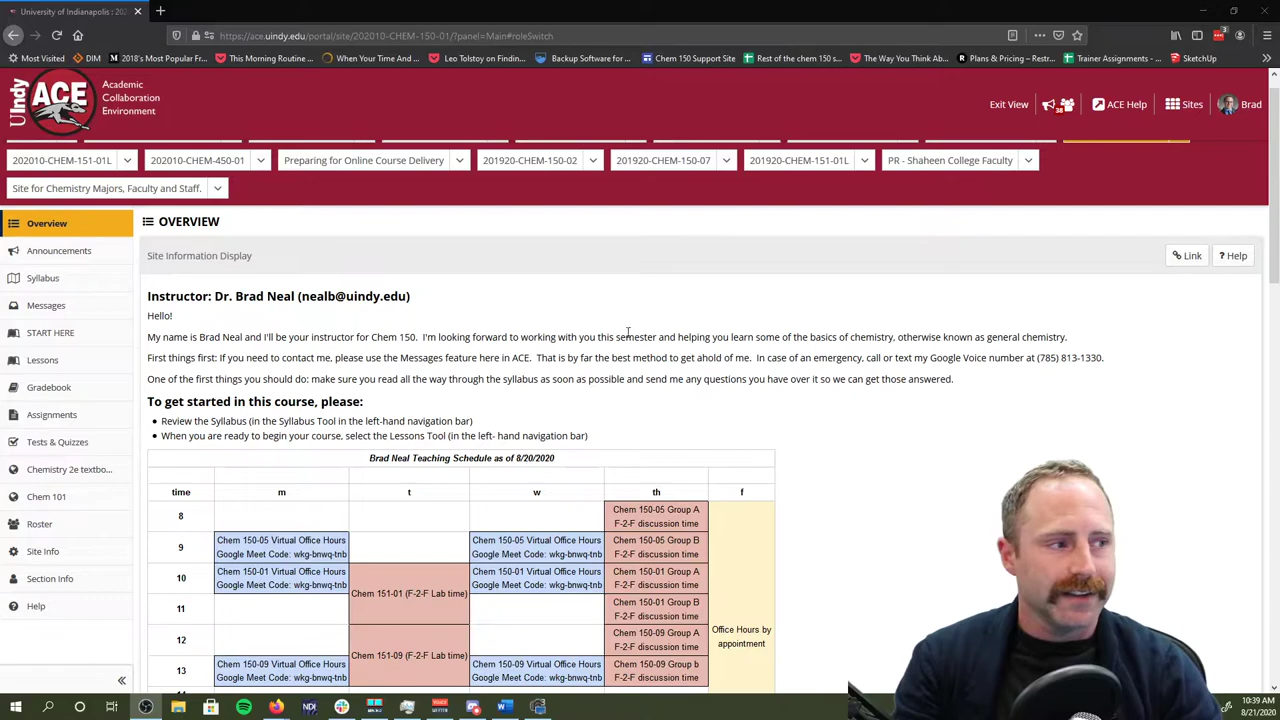 University of Indianapolis : 202
https://ace.uindy.edu/portal/site/202010-CHEM-150-01/?panel=Main#roleSwitch
Most Visited
DIM
2018's Most Popular Fr...
This Morning Routine ...
When Your Time And ...
Leo Tolstoy on Findin...
Backup Software for ...
Chem 150 Support Site
Rest of the chem 150 s...
The Way You Think Ab...
Plans & Pricing – Restr...
Trainer Assignments - ...
SketchUp
UIndy ACE
Academic
Collaboration
Environment
Exit View
38
ACE Help
Sites
Brad
202010-CHEM-151-01L
202010-CHEM-450-01
Preparing for Online Course Delivery
201920-CHEM-150-02
201920-CHEM-150-07
201920-CHEM-151-01L
PR - Shaheen College Faculty
Site for Chemistry Majors, Faculty and Staff.
Overview
Announcements
Syllabus
Messages
START HERE
Lessons
Gradebook
Assignments
Tests & Quizzes
Chemistry 2e textbo...
Chem 101
Roster
Site Info
Section Info
Help
OVERVIEW
Site Information Display
Link
? Help
Instructor: Dr. Brad Neal (nealb@uindy.edu)
Hello!
My name is Brad Neal and I'll be your instructor for Chem 150. I'm looking forward to working with you this semester and helping you learn some of the basics of chemistry, otherwise known as general chemistry.
First things first: If you need to contact me, please use the Messages feature here in ACE. That is by far the best method to get ahold of me. In case of an emergency, call or text my Google Voice number at (785) 813-1330.
One of the first things you should do: make sure you read all the way through the syllabus as soon as possible and send me any questions you have over it so we can get those answered.
To get started in this course, please:
• Review the Syllabus (in the Syllabus Tool in the left-hand navigation bar)
• When you are ready to begin your course, select the Lessons Tool (in the left- hand navigation bar)
Brad Neal Teaching Schedule as of 8/20/2020
time m t w th f
8
Chem 150-05 Group A
F-2-F discussion time
9
Chem 150-05 Virtual Office Hours
Google Meet Code: wkg-bnwq-tnb
Chem 150-05 Virtual Office Hours
Google Meet Code: wkg-bnwq-tnb
Chem 150-05 Group B
F-2-F discussion time
10
Chem 150-01 Virtual Office Hours
Google Meet Code: wkg-bnwq-tnb
Chem 151-01 (F-2-F Lab time)
Chem 150-01 Virtual Office Hours
Google Meet Code: wkg-bnwq-tnb
Chem 150-01 Group A
F-2-F discussion time
11
Chem 150-01 Group B
F-2-F discussion time
12
Chem 151-09 (F-2-F Lab time)
Chem 150-09 Group A
F-2-F discussion time
Office Hours by
appointment
13
Chem 150-09 Virtual Office Hours
Google Meet Code: wkg-bnwq-tnb
Chem 150-09 Virtual Office Hours
Google Meet Code: wkg-bnwq-tnb
Chem 150-09 Group b
F-2-F discussion time
10:39 AM
8/21/2020